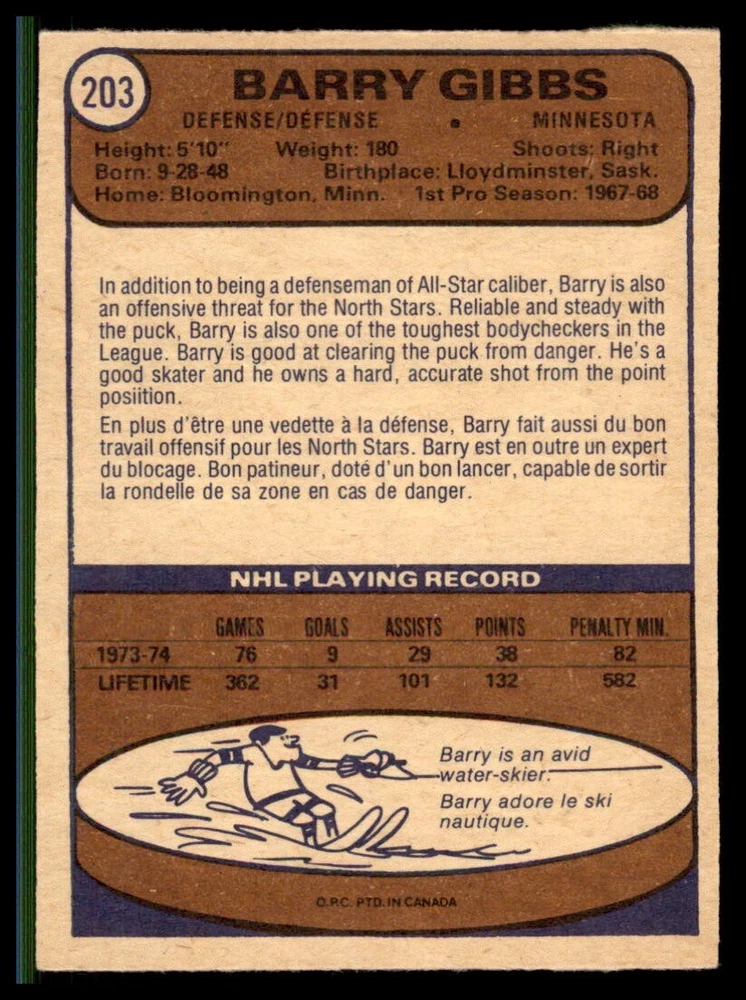 203
BARRY GIBBS
DEFENSE/DÉFENSE • MINNESOTA
Height: 5'10" Weight: 180 Shoots: Right
Born: 9-28-48 Birthplace: Lloydminster, Sask.
Home: Bloomington, Minn. 1st Pro Season: 1967-68
In addition to being a defenseman of All-Star caliber, Barry is also
an offensive threat for the North Stars. Reliable and steady with
the puck, Barry is also one of the toughest bodycheckers in the
League. Barry is good at clearing the puck from danger. He's a
good skater and he owns a hard, accurate shot from the point
posiition.
En plus d'être une vedette à la défense, Barry fait aussi du bon
travail offensif pour les North Stars. Barry est en outre un expert
du blocage. Bon patineur, doté d'un bon lancer, capable de sortir
la rondelle de sa zone en cas de danger.
NHL PLAYING RECORD
GAMES GOALS ASSISTS POINTS PENALTY MIN.
1973-74 76 9 29 38 82
LIFETIME 362 31 101 132 582
Barry is an avid
water-skier.
Barry adore le ski
nautique.
O.P.C. PTD. IN CANADA